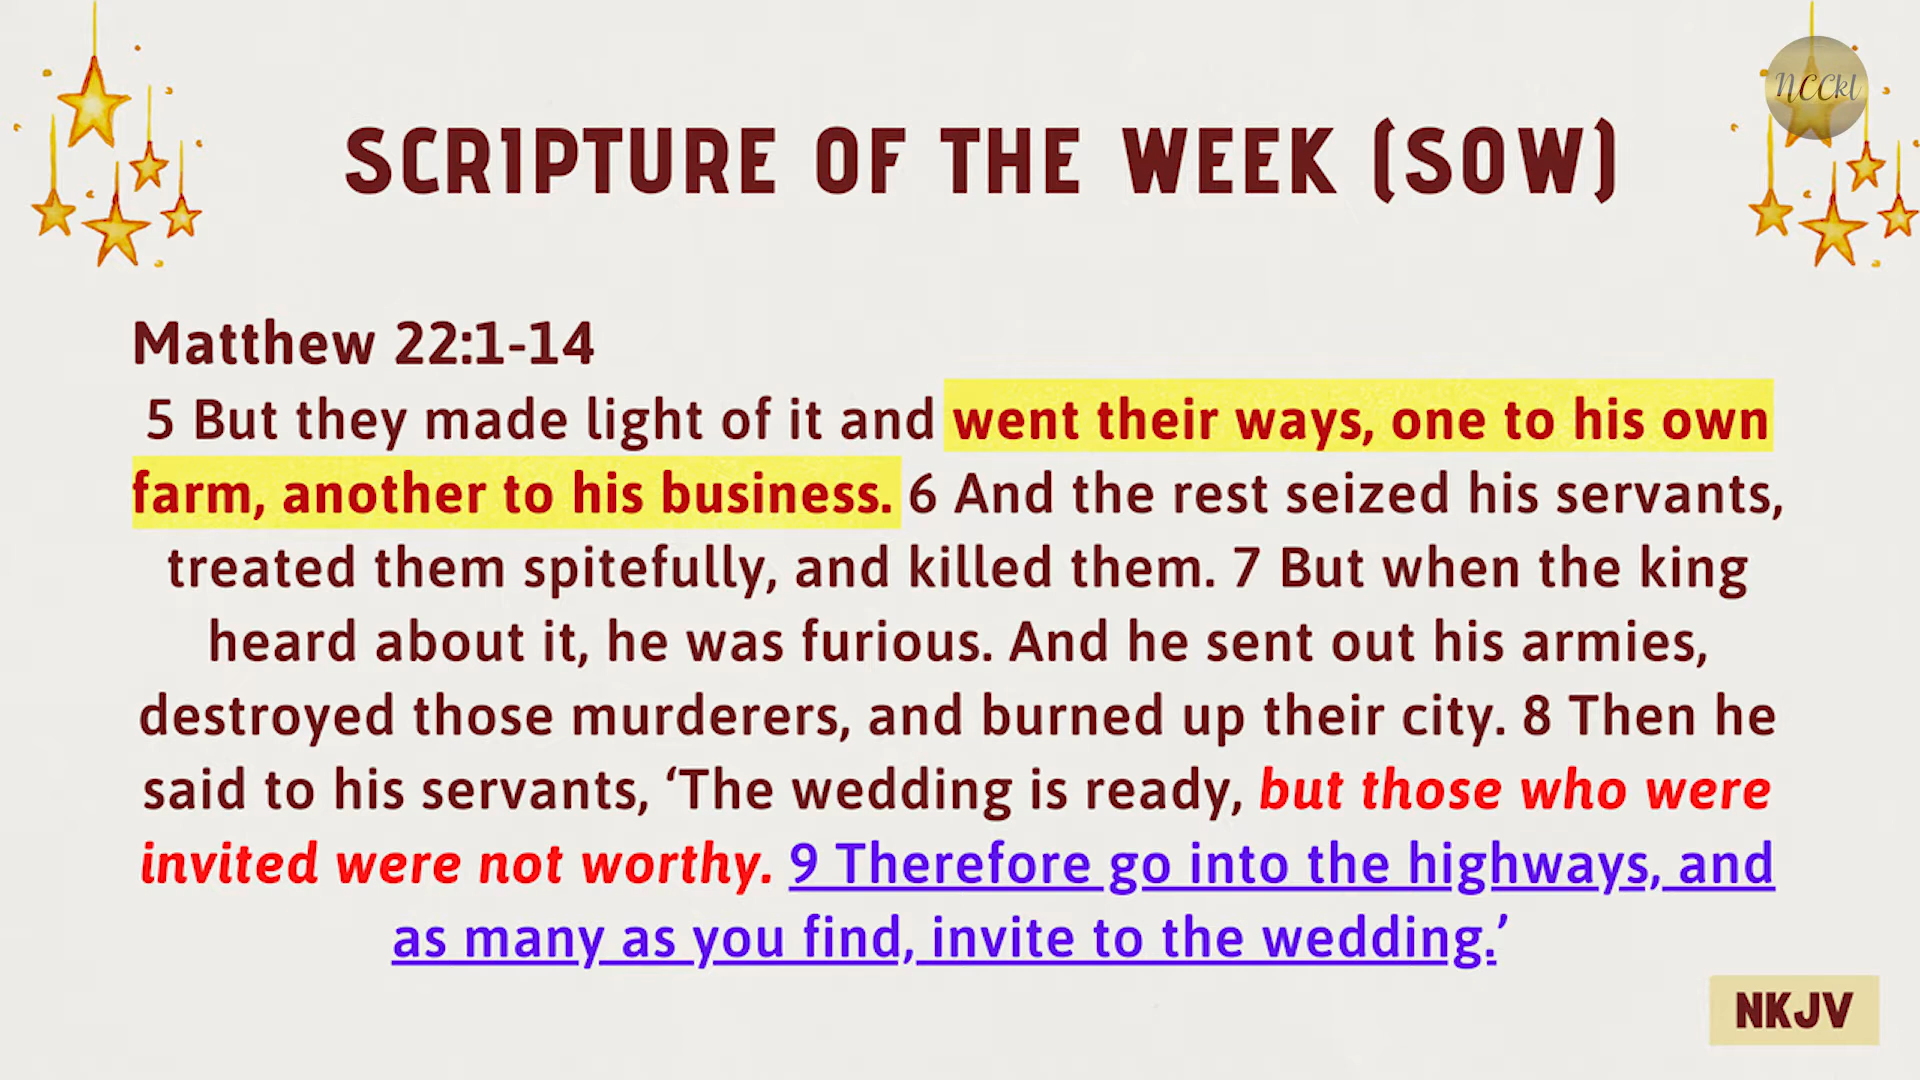 NCCkl
SCRIPTURE OF THE WEEK (SOW)
Matthew 22:1-14
5 But they made light of it and went their ways, one to his own
farm, another to his business. 6 And the rest seized his servants,
treated them spitefully, and killed them. 7 But when the king
heard about it, he was furious. And he sent out his armies,
destroyed those murderers, and burned up their city. 8 Then he
said to his servants, ‘The wedding is ready, but those who were
invited were not worthy. 9 Therefore go into the highways, and
as many as you find, invite to the wedding.’
NKJV